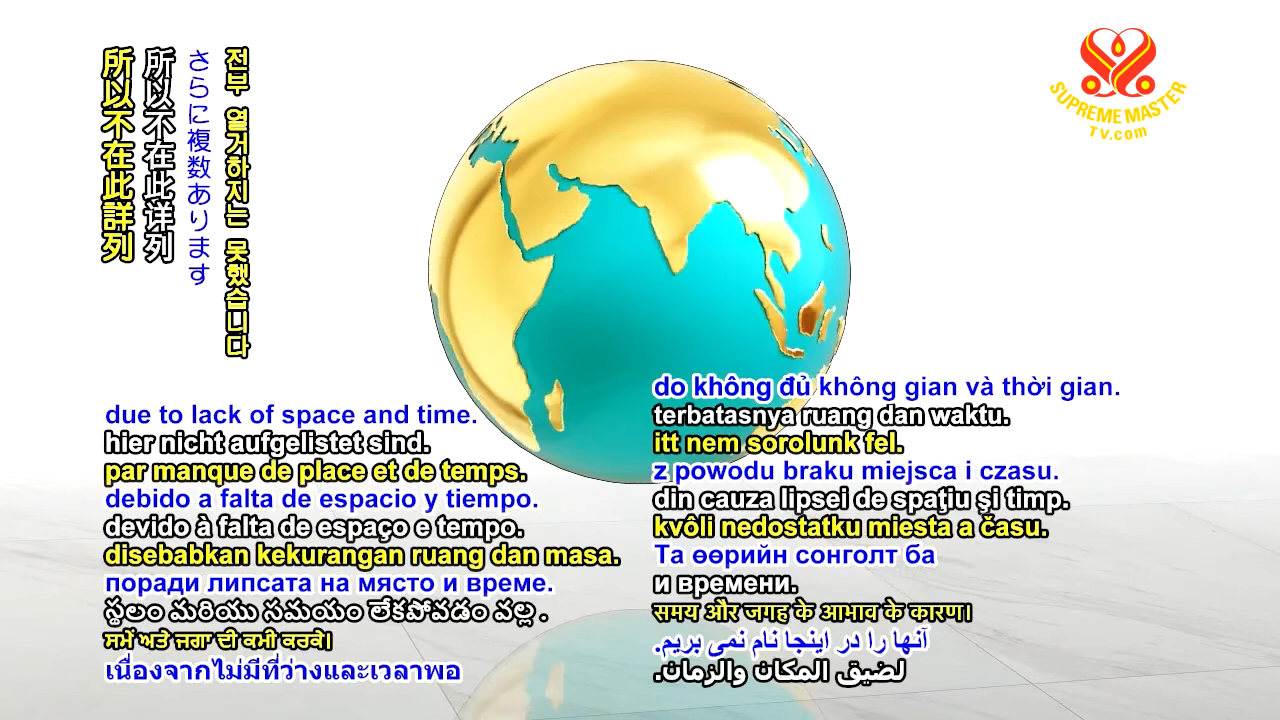 所以不在此詳列
所以不在此详列
さらに複数あります
전부 열거하지는 못했습니다
SUPREME MASTER
TV.com
due to lack of space and time.
hier nicht aufgelistet sind.
par manque de place et de temps.
debido a falta de espacio y tiempo.
devido à falta de espaço e tempo.
disebabkan kekurangan ruang dan masa.
поради липсата на място и време.
స్థలం మరియు సమయం లేకపోవడం వల్ల .
ਸਮੇਂ ਅਤੇ ਜਗਾ ਦੀ ਕਮੀ ਕਰਕੇ।
เนื่องจากไม่มีที่ว่างและเวลาพอ
do không đủ không gian và thời gian.
terbatasnya ruang dan waktu.
itt nem sorolunk fel.
z powodu braku miejsca i czasu.
din cauza lipsei de spaţiu şi timp.
kvôli nedostatku miesta a času.
Та өөрийн сонголт ба
и времени.
समय और जगह के आभाव के कारण।
آنها را در اینجا نام نمی بریم.
لضيق المكان والزمان.